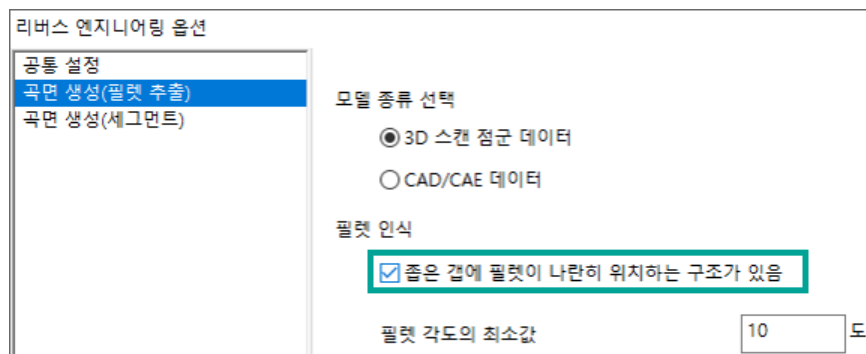 리버스 엔지니어링 옵션
공통 설정
곡면 생성(필렛 추출)
곡면 생성(세그먼트)
모델 종류 선택
3D 스캔 점군 데이터
CAD/CAE 데이터
필렛 인식
좁은 갭에 필렛이 나란히 위치하는 구조가 있음
필렛 각도의 최소값 10 도